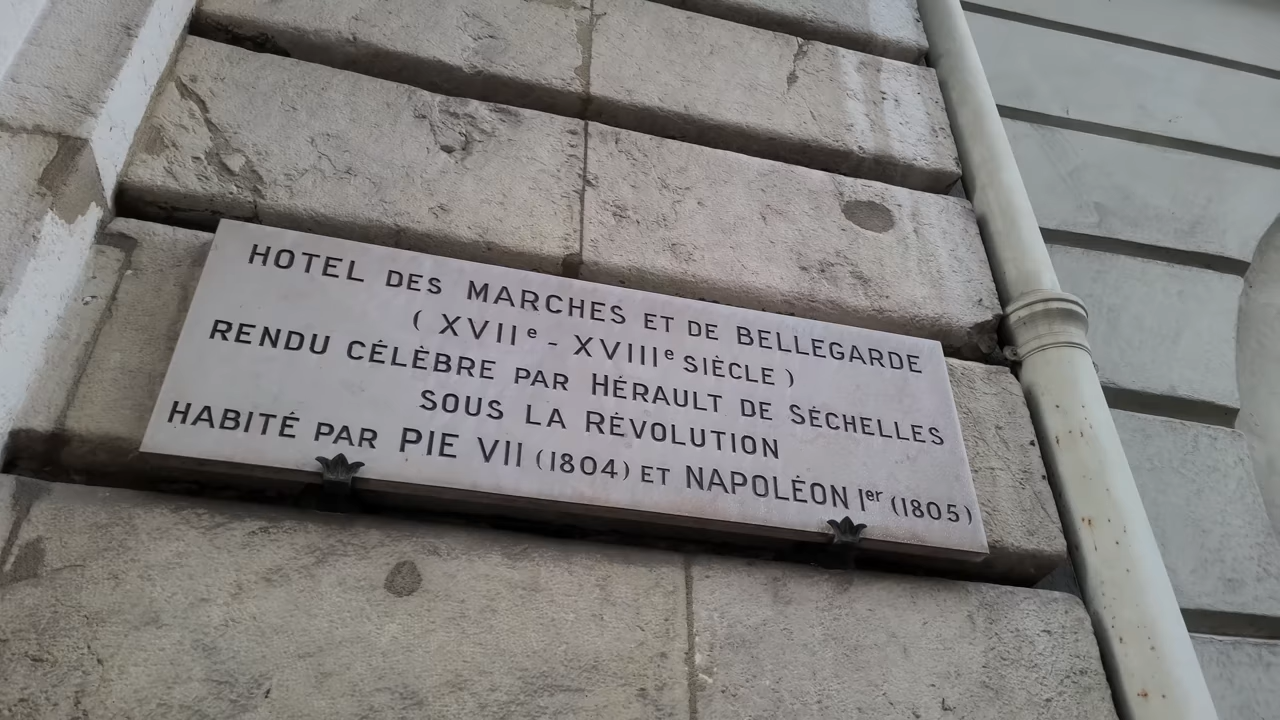 HOTEL DES MARCHES ET DE BELLEGARDE
( XVIIe - XVIIIe SIÈCLE )
RENDU CÉLÈBRE PAR HÉRAULT DE SÉCHELLES
SOUS LA RÉVOLUTION
HABITÉ PAR PIE VII (1804) ET NAPOLÉON Ier (1805)